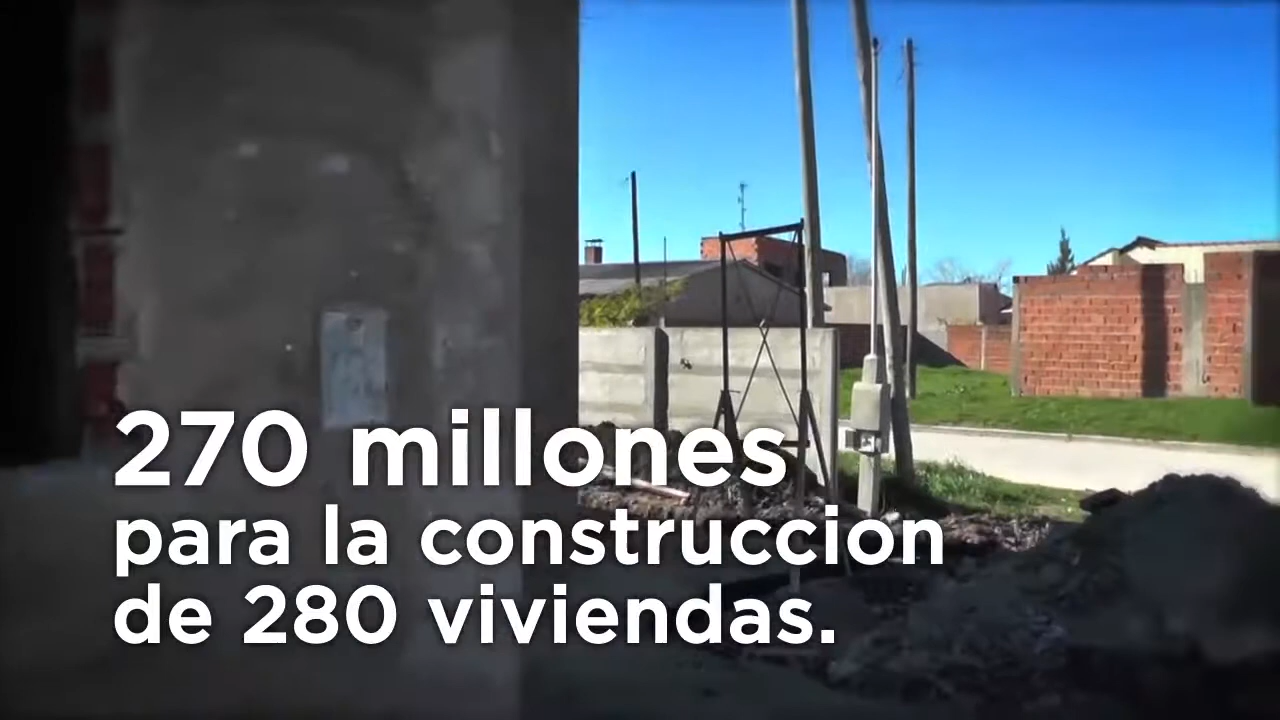 270 millones
para la construccion
de 280 viviendas.